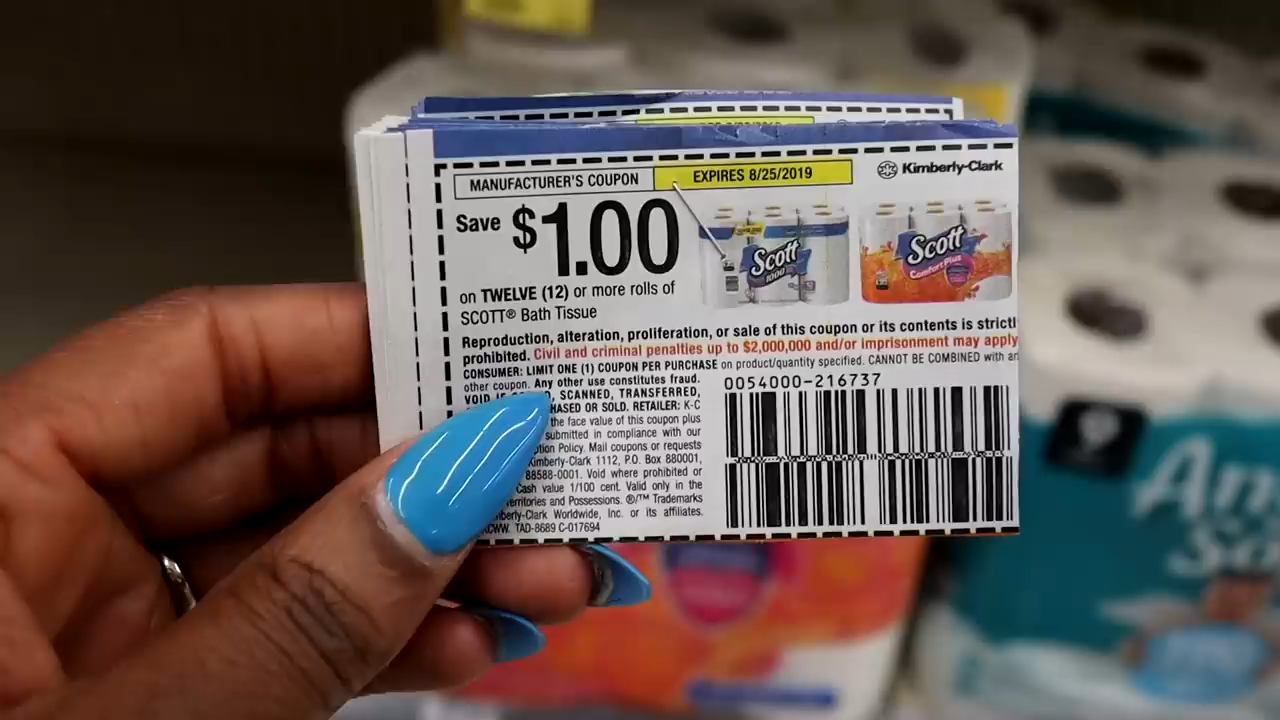 MANUFACTURER'S COUPON
EXPIRES 8/25/2019
Kimberly-Clark
Save $1.00
on TWELVE (12) or more rolls of
SCOTT® Bath Tissue
Scott
1000
Scott
Comfort Plus
Reproduction, alteration, proliferation, or sale of this coupon or its contents is strictl
prohibited. Civil and criminal penalties up to $2,000,000 and/or imprisonment may apply
CONSUMER: LIMIT ONE (1) COUPON PER PURCHASE on product/quantity specified. CANNOT BE COMBINED with an
other coupon. Any other use constitutes fraud.
VOID IF SCANNED, TRANSFERRED,
OR SOLD. RETAILER: K-C
the face value of this coupon plus
submitted in compliance with our
Policy. Mail coupons or requests
Kimberly-Clark 1112, P.O. Box 880001,
88588-0001. Void where prohibited or
Cash value 1/100 cent. Valid only in the
and Possessions. ®/™ Trademarks
Worldwide, Inc. or its affiliates.
TAD-8689 C-017694
0054000-216737